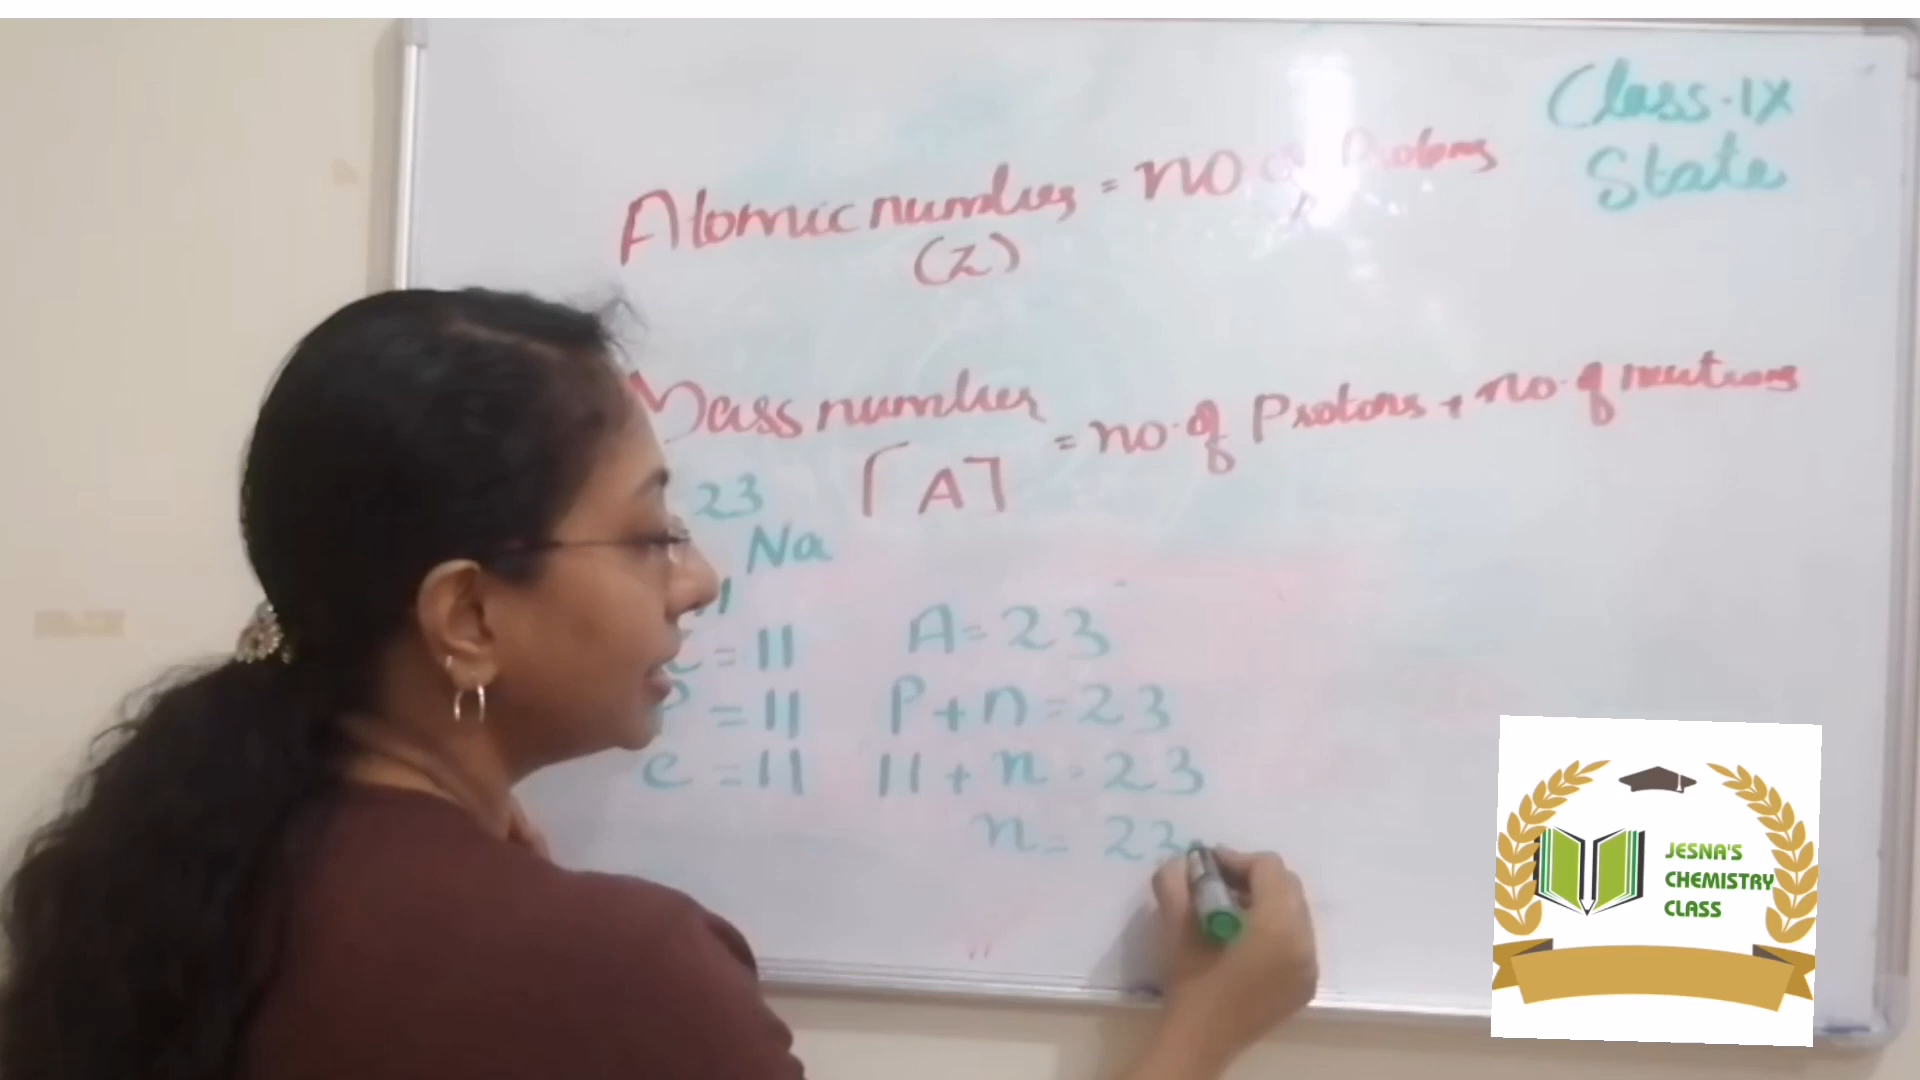 Class-IX
State
Atomic number = no of Protons
(Z)
Mass number = no. of Protons + no. of neutrons
[A]
23
Na
= 11
A = 23
P = 11
P + n = 23
e = 11
11 + n = 23
n = 23
JESNA'S
CHEMISTRY
CLASS